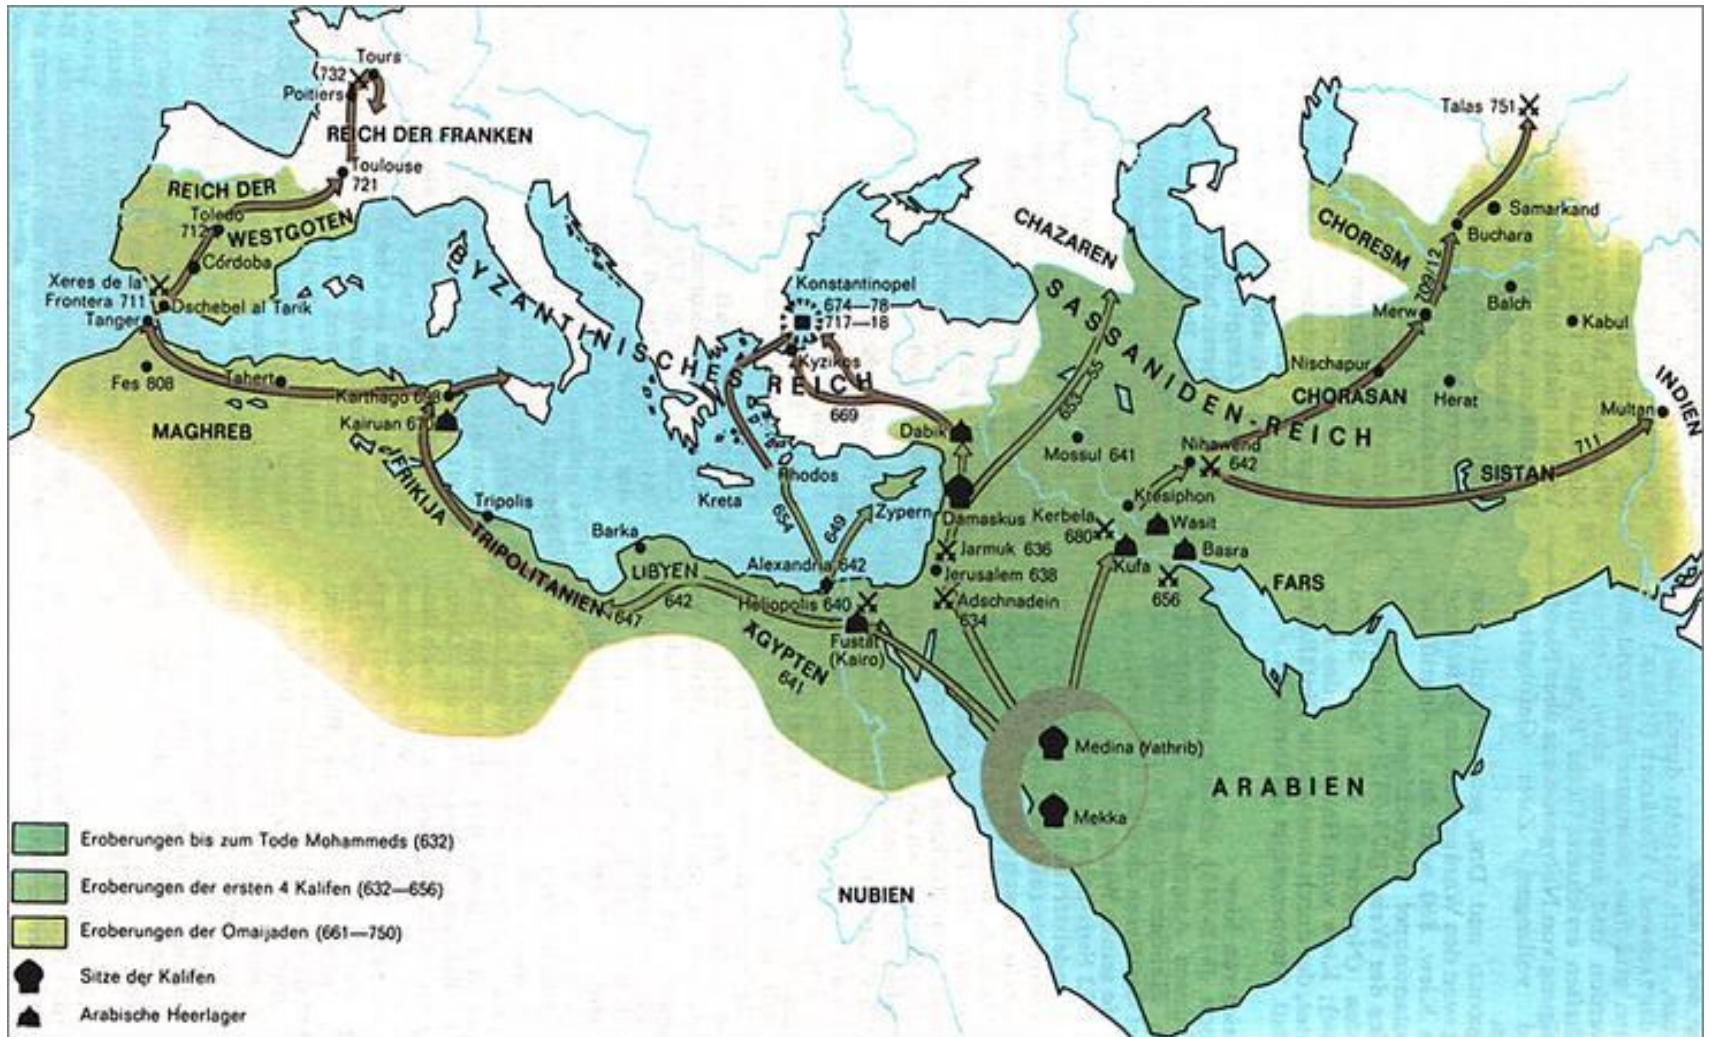 Tours
732
Poitiers
REICH DER FRANKEN
Toulouse
721
REICH DER
WESTGOTEN
Toledo
712
Córdoba
Xeres de la
Frontera 711
Dschebel al Tarik
Tanger
Fes 808
Tahert
Karthago 698
Kairuan 670
MAGHREB
IFRIKIJA
Tripolis
TRIPOLITANIEN
647
Barka
LIBYEN
642
BYZANTINISCHES REICH
Konstantinopel
674—78
717—18
Kyzikos
669
Rhodos
Kreta
654
649
Zypern
Alexandria 642
Heliopolis 640
Fustat
(Kairo)
ÄGYPTEN
641
NUBIEN
CHAZAREN
SASSANIDEN-REICH
653—55
Dabik
Damaskus
Jarmuk 636
Jerusalem 638
Adschnadein
634
Mossul 641
Nihawend
642
Ktesiphon
Kerbela
680
Wasit
Kufa
Basra
656
FARS
Medina (Yathrib)
Mekka
ARABIEN
Talas 751
CHORESM
Samarkand
Buchara
709/12
Merw
Balch
Kabul
Nischapur
CHORASAN
Herat
SISTAN
711
Multan
INDIEN
Eroberungen bis zum Tode Mohammeds (632)
Eroberungen der ersten 4 Kalifen (632—656)
Eroberungen der Omaijaden (661—750)
Sitze der Kalifen
Arabische Heerlager